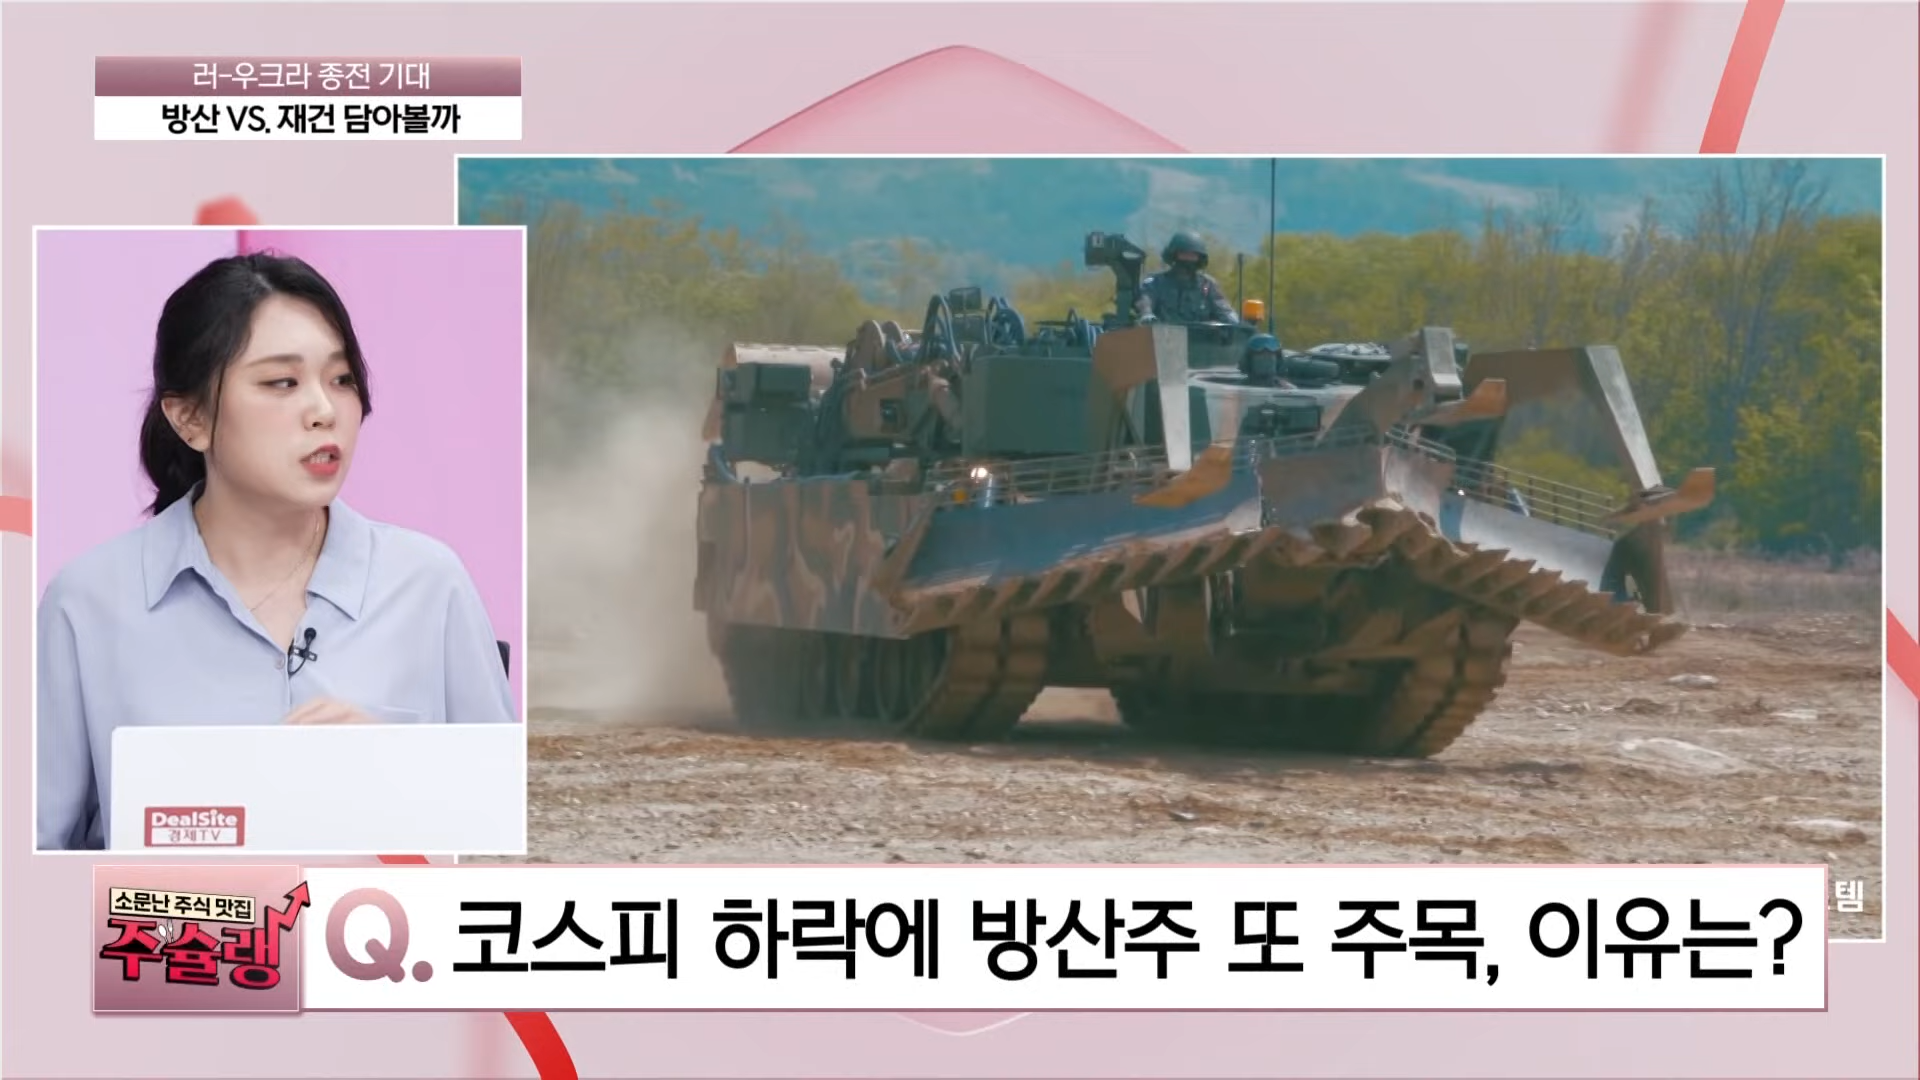 러-우크라 종전 기대
방산 VS. 재건 담아볼까
DealSite
경제TV
소문난 주식 맛집
주슐랭
Q. 코스피 하락에 방산주 또 주목, 이유는?
템